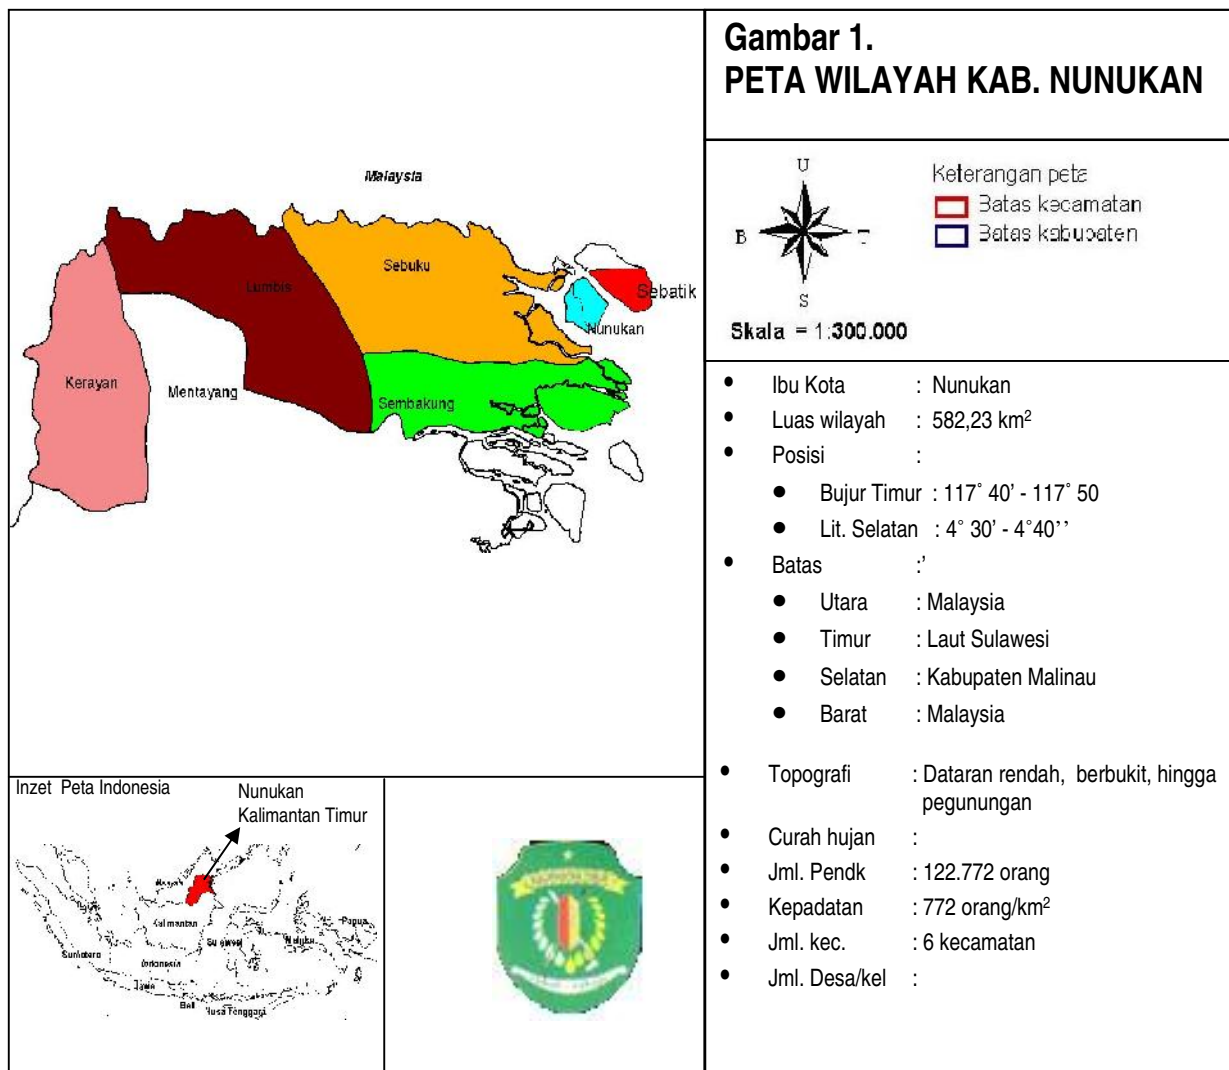 Gambar 1.
PETA WILAYAH KAB. NUNUKAN
Malaysia
Sebuku
Lumbis
Sebatik
Nunukan
Kerayan
Mentayang
Sembakung
U
B T
S
Skala = 1:300.000
Keterangan peta
Batas kecamatan
Batas kabupaten
• Ibu Kota : Nunukan
• Luas wilayah : 582,23 km²
• Posisi :
• Bujur Timur : 117° 40' - 117° 50
• Lit. Selatan : 4° 30' - 4°40''
• Batas :'
• Utara : Malaysia
• Timur : Laut Sulawesi
• Selatan : Kabupaten Malinau
• Barat : Malaysia
• Topografi : Dataran rendah, berbukit, hingga
pegunungan
• Curah hujan :
• Jml. Pendk : 122.772 orang
• Kepadatan : 772 orang/km²
• Jml. kec. : 6 kecamatan
• Jml. Desa/kel :
Inzet Peta Indonesia
Nunukan
Kalimantan Timur
Kalimantan
Papua
Sumatera
Indonesia
Bali